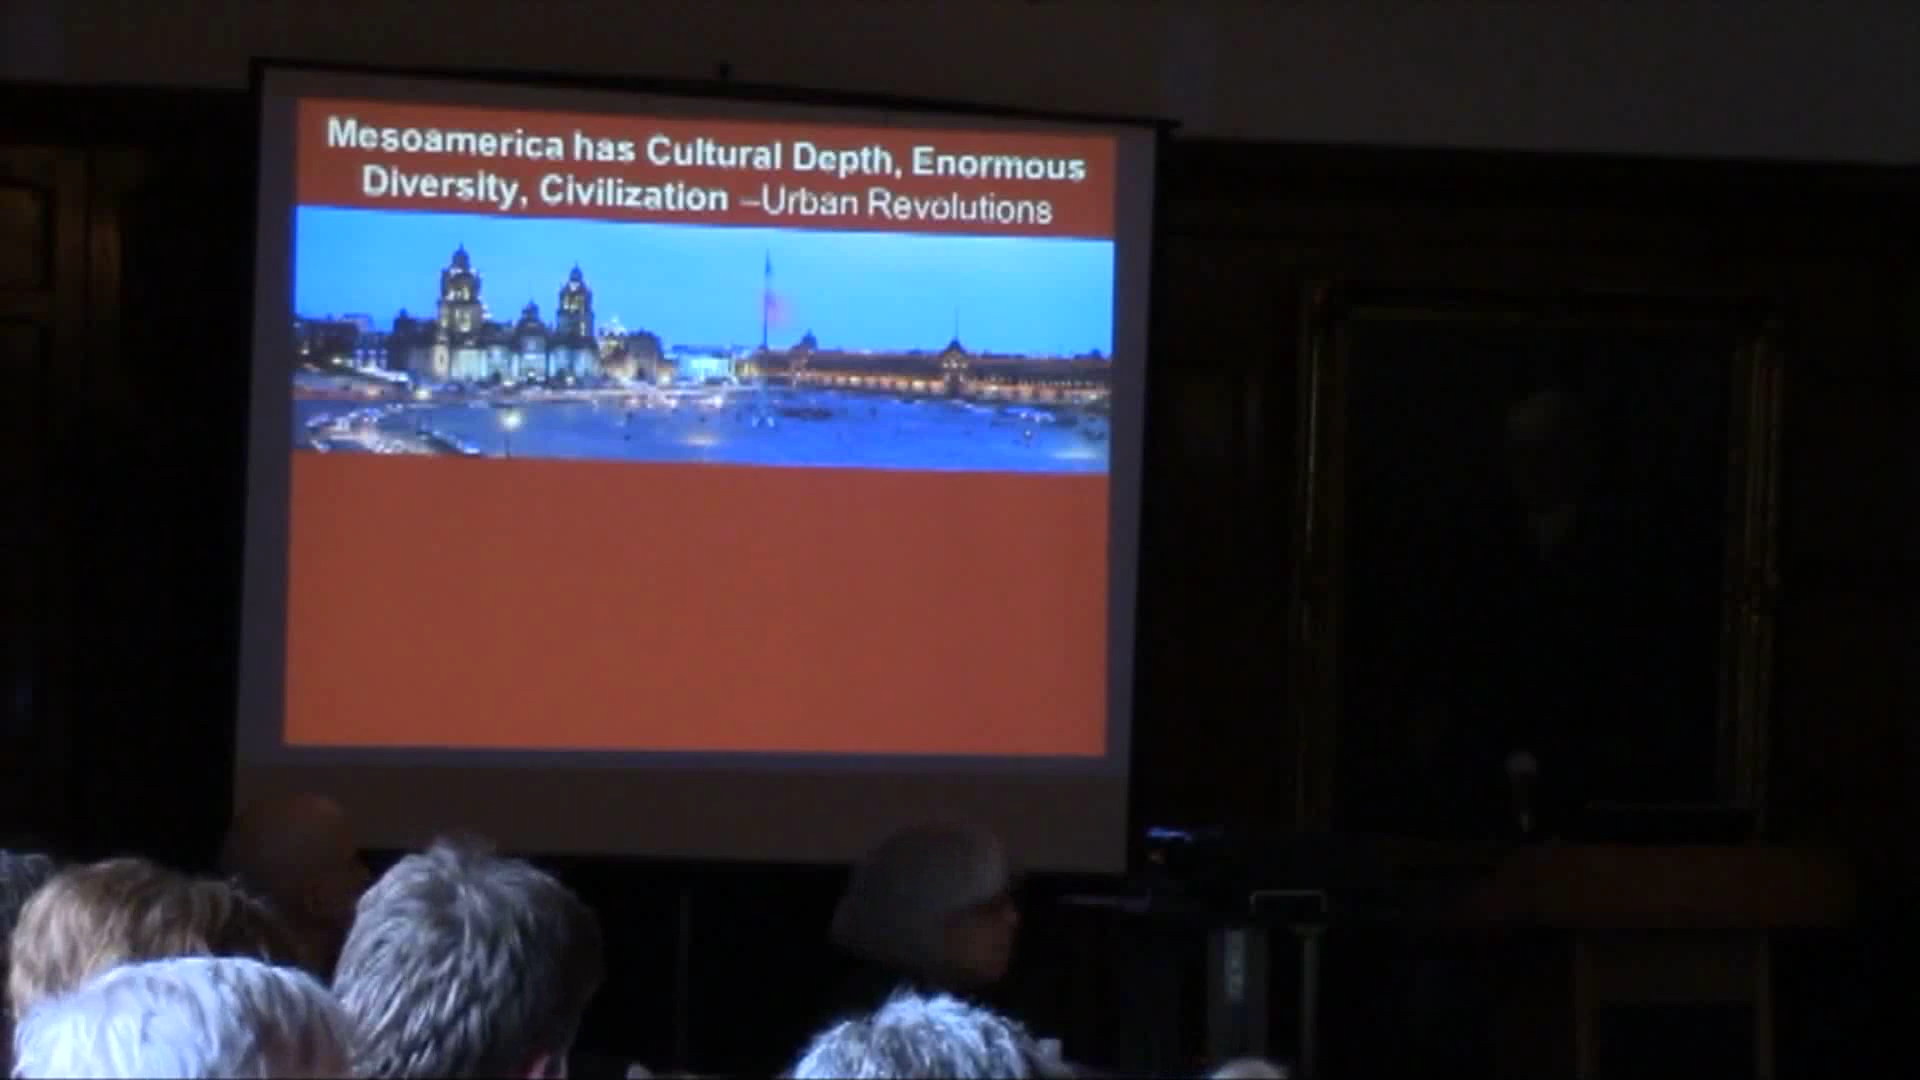 Mesoamerica has Cultural Depth, Enormous
Diversity, Civilization –Urban Revolutions